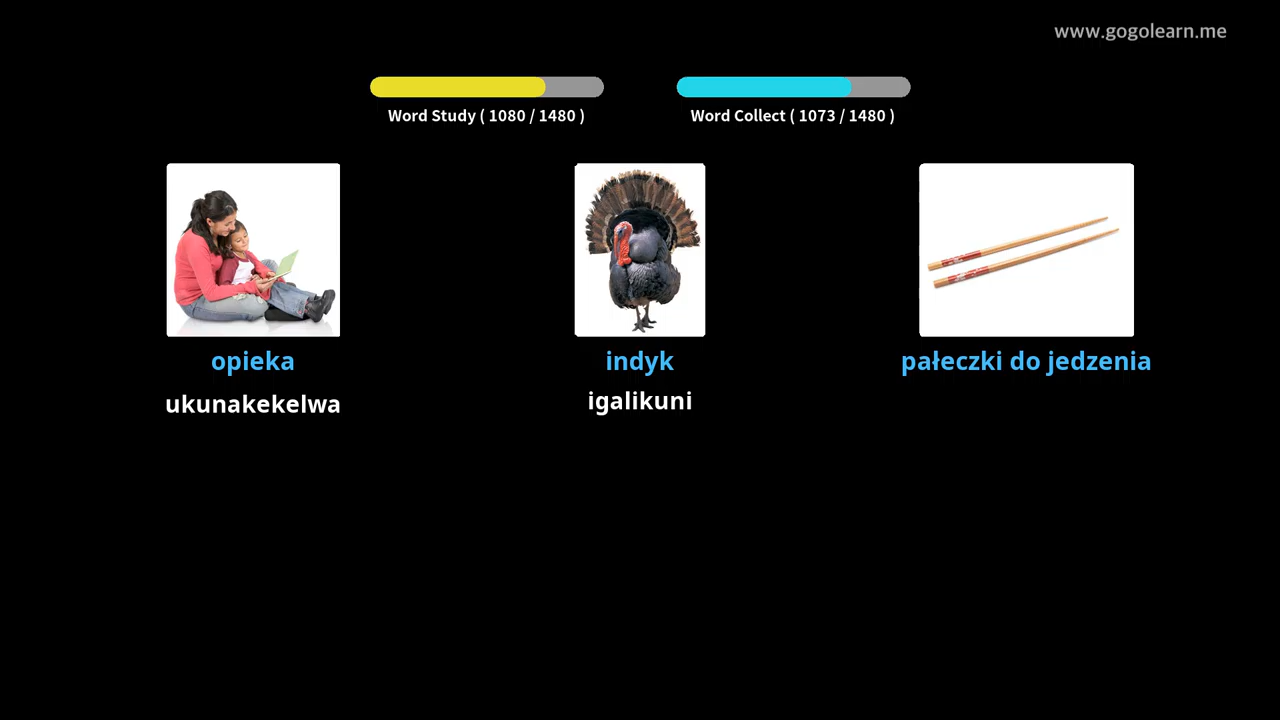 www.gogolearn.me
Word Study ( 1080 / 1480 )
Word Collect ( 1073 / 1480 )
opieka
indyk
pałeczki do jedzenia
ukunakekelwa
igalikuni